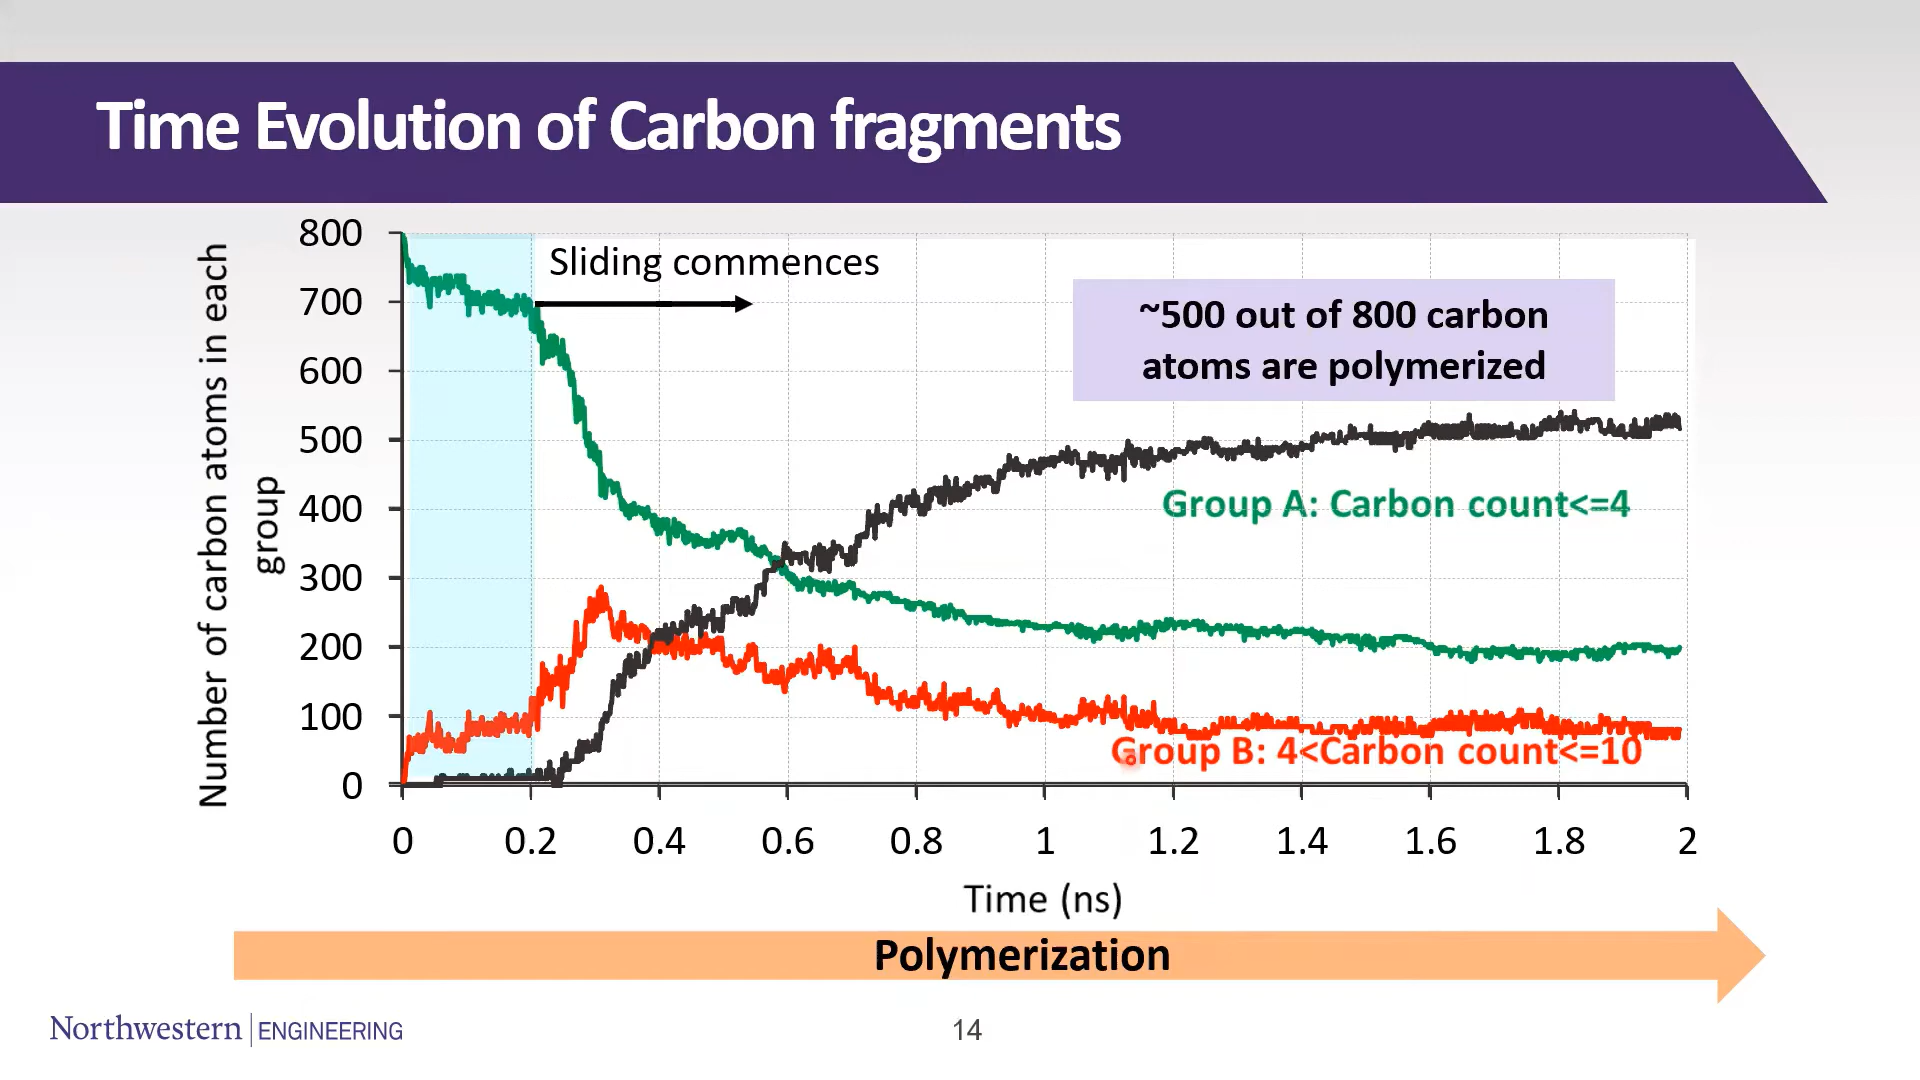 Time Evolution of Carbon fragments
Number of carbon atoms in each
group
800
700
600
500
400
300
200
100
0
Sliding commences
~500 out of 800 carbon
atoms are polymerized
Group A: Carbon count<=4
Group B: 4<Carbon count<=10
0 0.2 0.4 0.6 0.8 1 1.2 1.4 1.6 1.8 2
Time (ns)
Polymerization
Northwestern | ENGINEERING
14